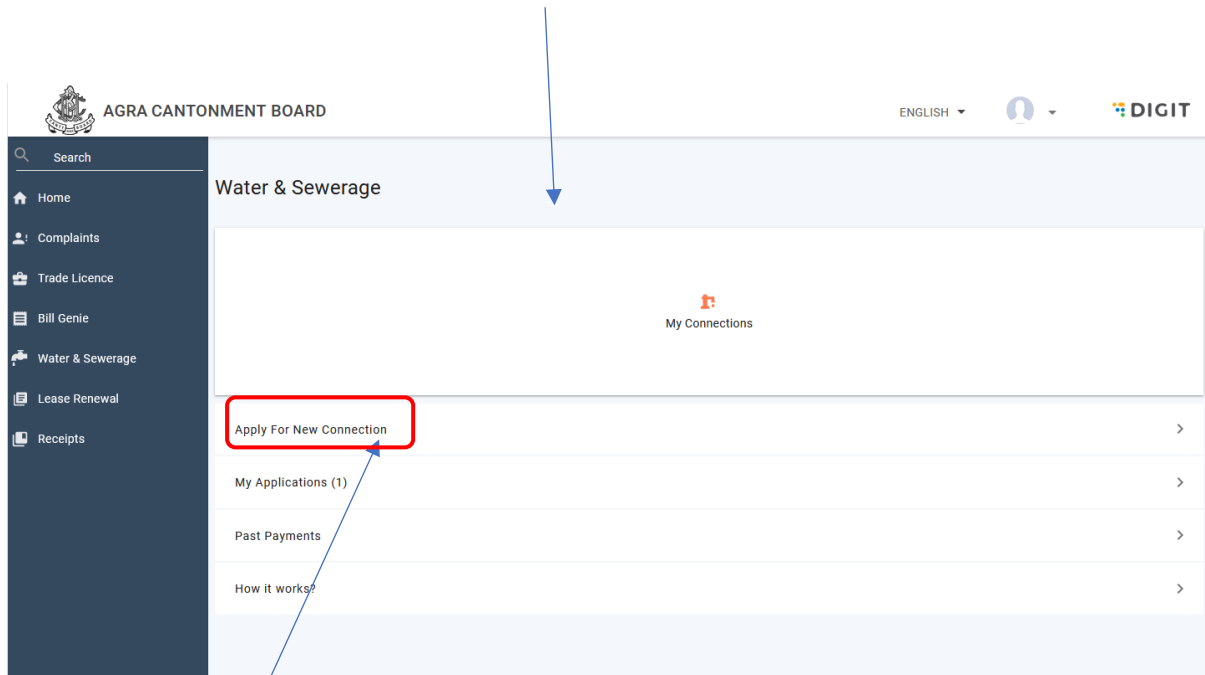 AGRA CANTONMENT BOARD
ENGLISH
DIGIT
Search
Home
Complaints
Trade Licence
Bill Genie
Water & Sewerage
Lease Renewal
Receipts
Water & Sewerage
My Connections
Apply For New Connection
My Applications (1)
Past Payments
How it works?